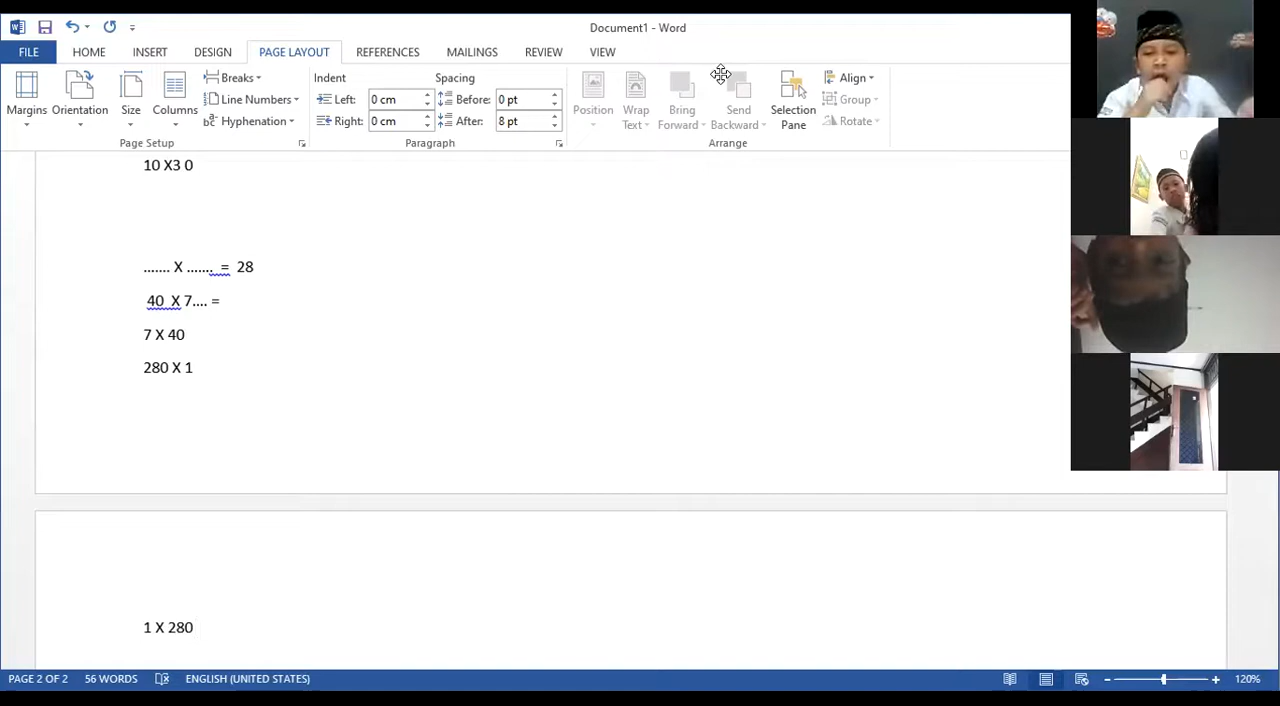 Document1 - Word
FILE HOME INSERT DESIGN PAGE LAYOUT REFERENCES MAILINGS REVIEW VIEW
Margins Orientation Size Columns
Breaks
Line Numbers
Hyphenation
Page Setup
Indent
Left: 0 cm
Right: 0 cm
Spacing
Before: 0 pt
After: 8 pt
Paragraph
Position
Wrap Text
Bring Forward
Send Backward
Selection Pane
Align
Group
Rotate
Arrange
10 X3 0
....... X ....... = 28
40 X 7.... =
7 X 40
280 X 1
1 X 280
PAGE 2 OF 2 56 WORDS ENGLISH (UNITED STATES) 120%